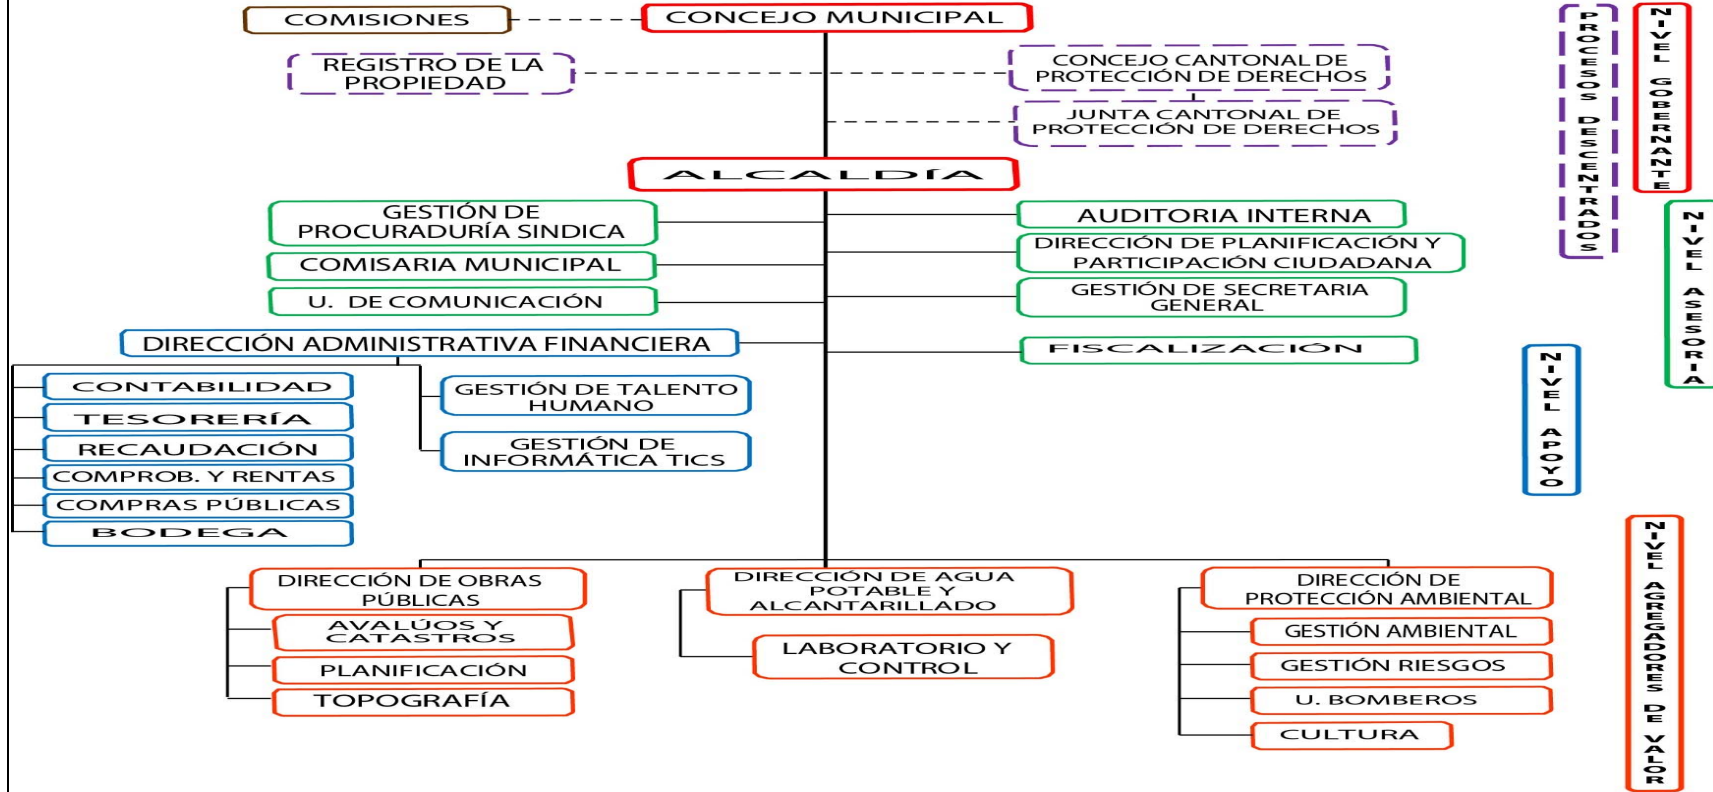 COMISIONES
CONCEJO MUNICIPAL
REGISTRO DE LA
PROPIEDAD
CONCEJO CANTONAL DE
PROTECCIÓN DE DERECHOS
JUNTA CANTONAL DE
PROTECCIÓN DE DERECHOS
ALCALDÍA
GESTIÓN DE
PROCURADURÍA SINDICA
COMISARIA MUNICIPAL
U. DE COMUNICACIÓN
AUDITORIA INTERNA
DIRECCIÓN DE PLANIFICACIÓN Y
PARTICIPACIÓN CIUDADANA
GESTIÓN DE SECRETARIA
GENERAL
FISCALIZACIÓN
DIRECCIÓN ADMINISTRATIVA FINANCIERA
CONTABILIDAD
TESORERÍA
RECAUDACIÓN
COMPROB. Y RENTAS
COMPRAS PÚBLICAS
BODEGA
GESTIÓN DE TALENTO
HUMANO
GESTIÓN DE
INFORMÁTICA TICS
DIRECCIÓN DE OBRAS
PÚBLICAS
AVALÚOS Y
CATASTROS
PLANIFICACIÓN
TOPOGRAFÍA
DIRECCIÓN DE AGUA
POTABLE Y
ALCANTARILLADO
LABORATORIO Y
CONTROL
DIRECCIÓN DE
PROTECCIÓN AMBIENTAL
GESTIÓN AMBIENTAL
GESTIÓN RIESGOS
U. BOMBEROS
CULTURA
PROCESOS DESCENTRADOS
NIVEL GOBERNANTE
NIVEL ASESORIA
NIVEL APOYO
NIVEL AGREGADORES DE VALOR